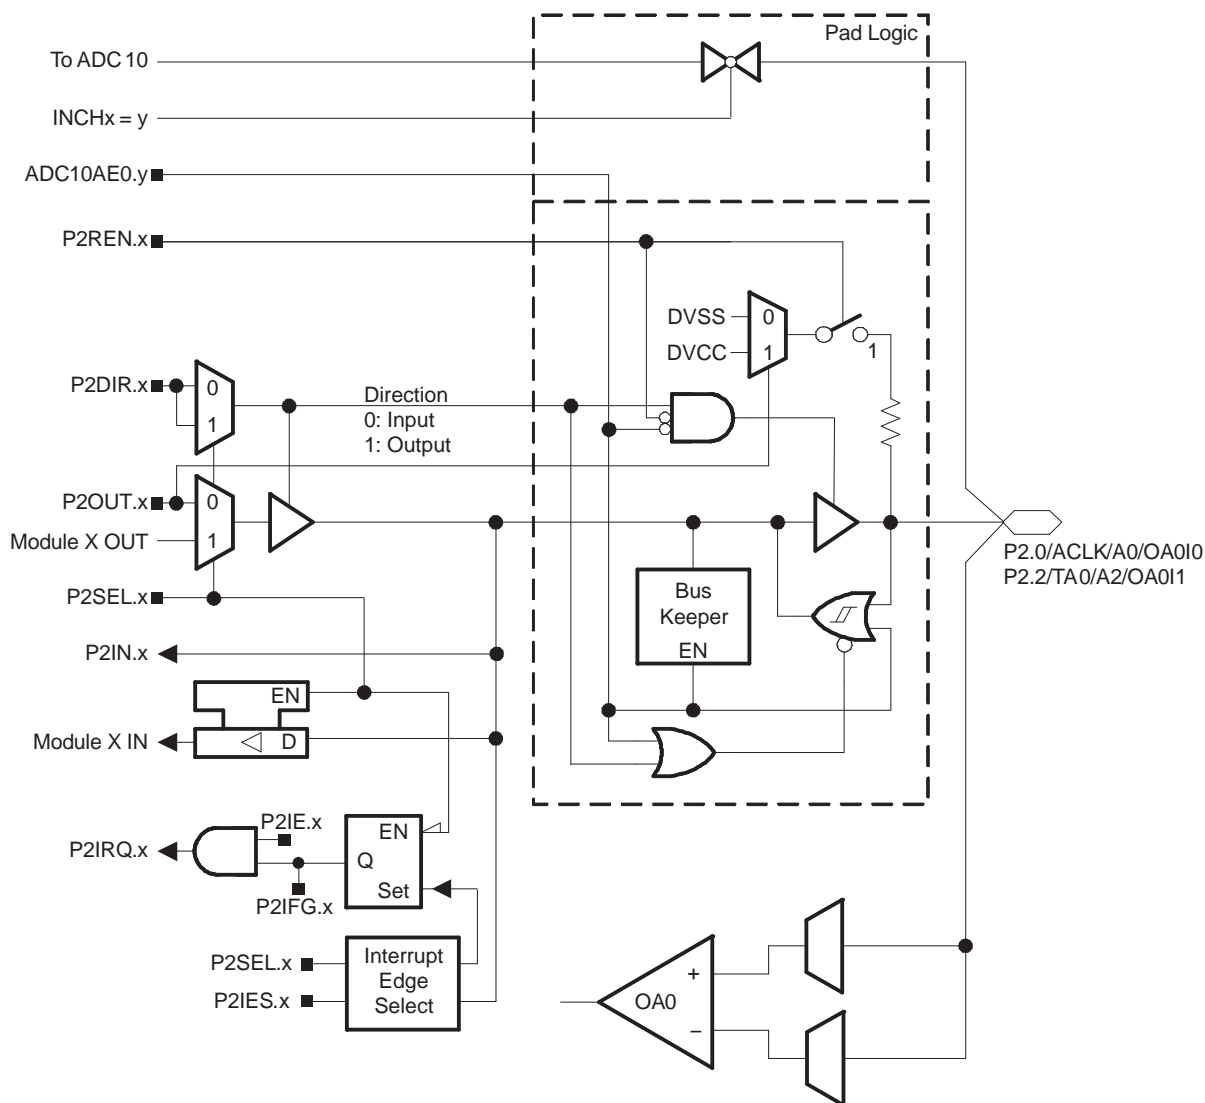 Pad Logic
To ADC 10
INCHx = y
ADC10AE0.y
P2REN.x
DVSS
0
DVCC
1
1
P2DIR.x
0
1
Direction
0: Input
1: Output
P2OUT.x
0
Module X OUT
1
P2.0/ACLK/A0/OA0I0
P2.2/TA0/A2/OA0I1
P2SEL.x
Bus
Keeper
EN
P2IN.x
EN
Module X IN
D
P2IE.x
EN
P2IRQ.x
Q
Set
P2IFG.x
P2SEL.x
Interrupt
Edge
Select
P2IES.x
+
OA0
−